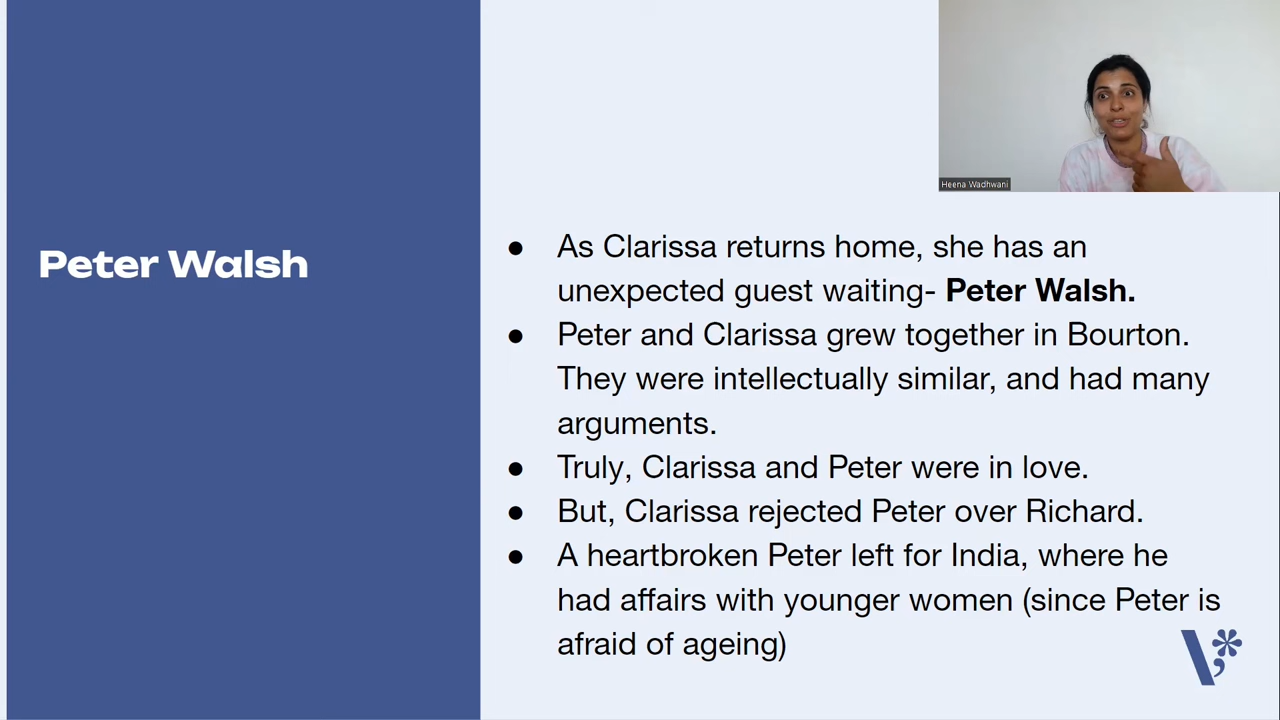 Heena Wadhwani
Peter Walsh
● As Clarissa returns home, she has an
unexpected guest waiting- Peter Walsh.
● Peter and Clarissa grew together in Bourton.
They were intellectually similar, and had many
arguments.
● Truly, Clarissa and Peter were in love.
● But, Clarissa rejected Peter over Richard.
● A heartbroken Peter left for India, where he
had affairs with younger women (since Peter is
afraid of ageing)